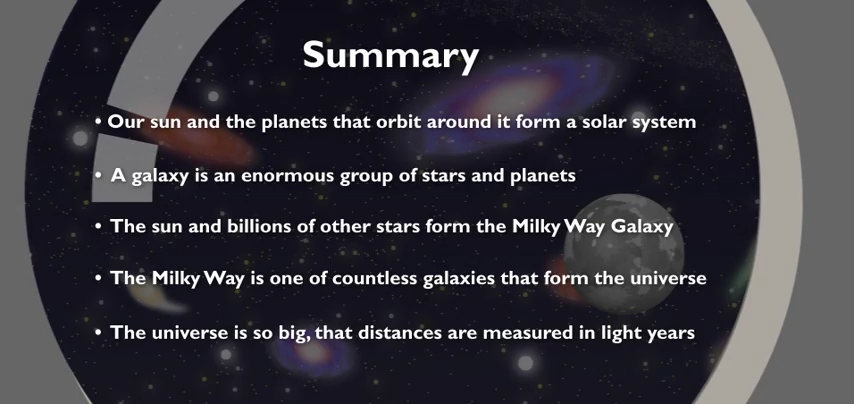 Summary
• Our sun and the planets that orbit around it form a solar system
• A galaxy is an enormous group of stars and planets
• The sun and billions of other stars form the Milky Way Galaxy
• The Milky Way is one of countless galaxies that form the universe
• The universe is so big, that distances are measured in light years